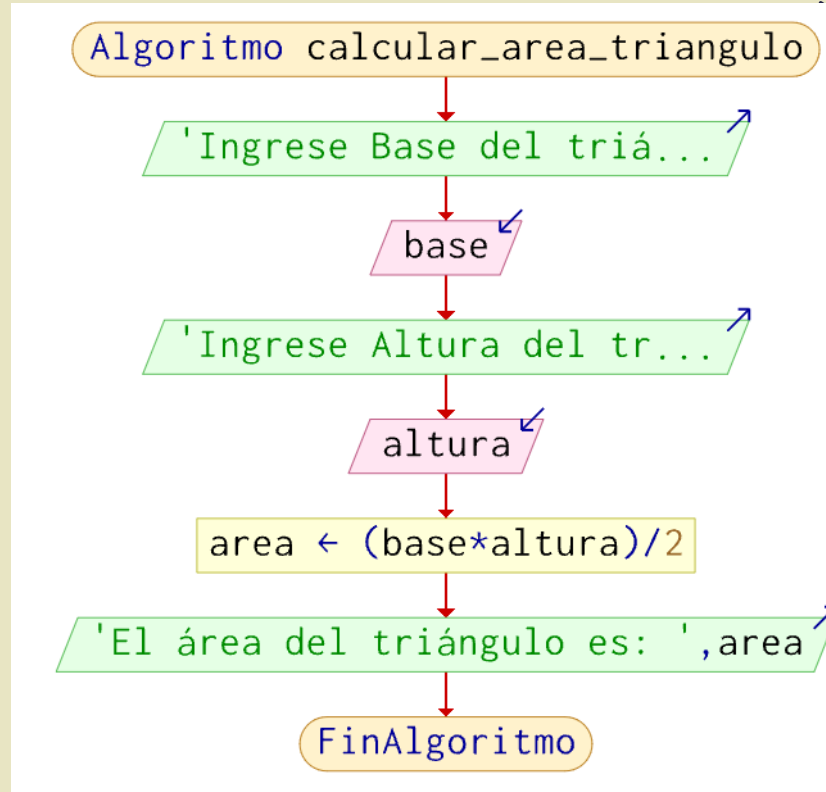 Algoritmo calcular_area_triangulo
'Ingrese Base del triá...
base
'Ingrese Altura del tr...
altura
area ← (base*altura)/2
'El área del triángulo es: ',area
FinAlgoritmo